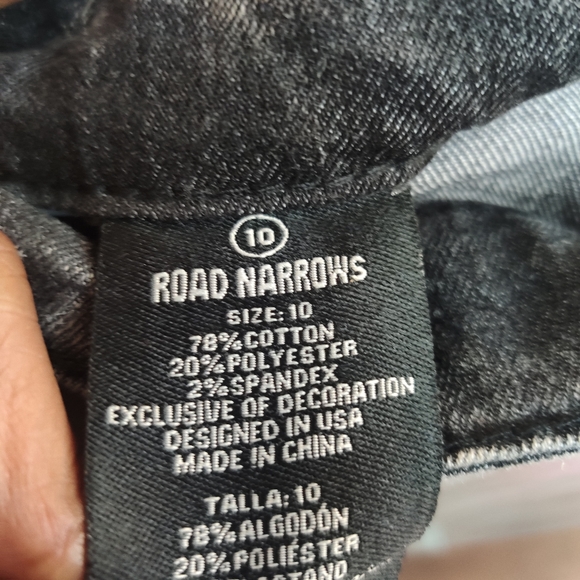 10
ROAD NARROWS
SIZE: 10
78% COTTON
20% POLYESTER
2% SPANDEX
EXCLUSIVE OF DECORATION
DESIGNED IN USA
MADE IN CHINA
TALLA: 10
78% ALGODÓN
20% POLIÉSTER